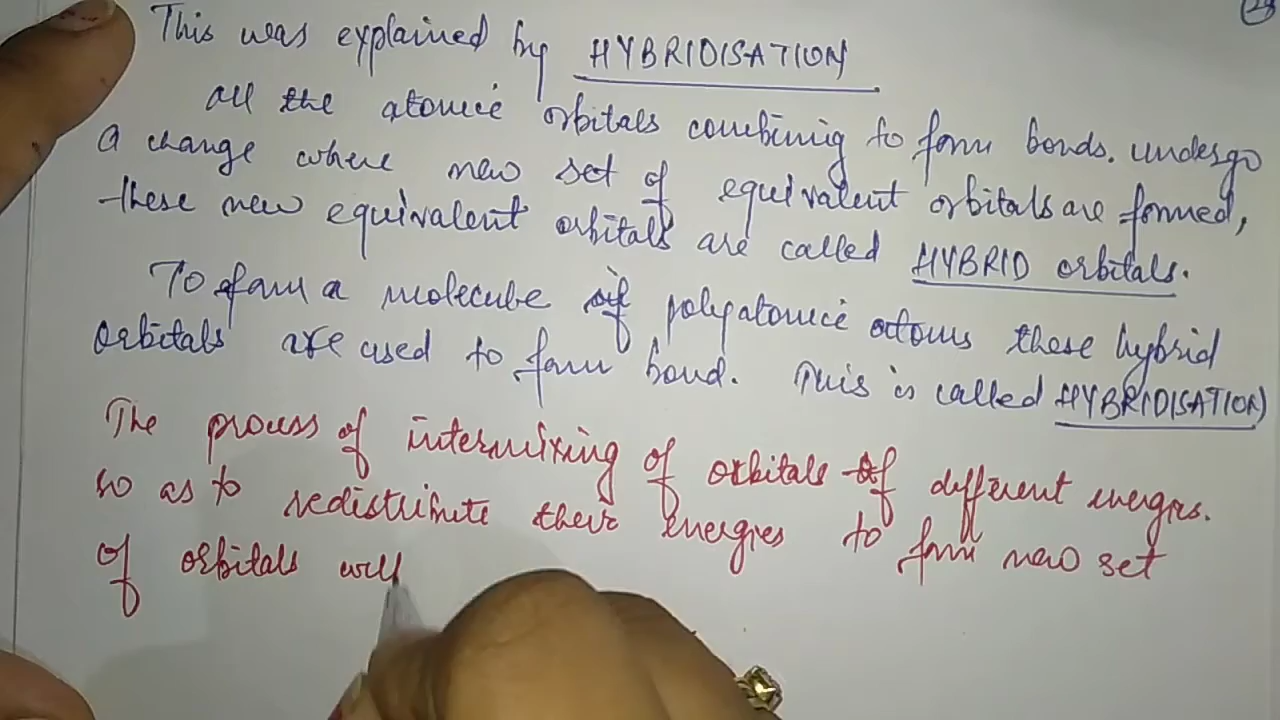 This was explained by HYBRIDISATION
all the atomic orbitals combining to form bonds. undergo
a change where new set of equivalent orbitals are formed,
these new equivalent orbitals are called HYBRID orbitals.
To form a molecule of polyatomic atoms these hybrid
orbitals are used to form bond. This is called HYBRIDISATION
The process of intermixing of orbitals of different energies.
so as to redistribute their energies to form new set
of orbitals